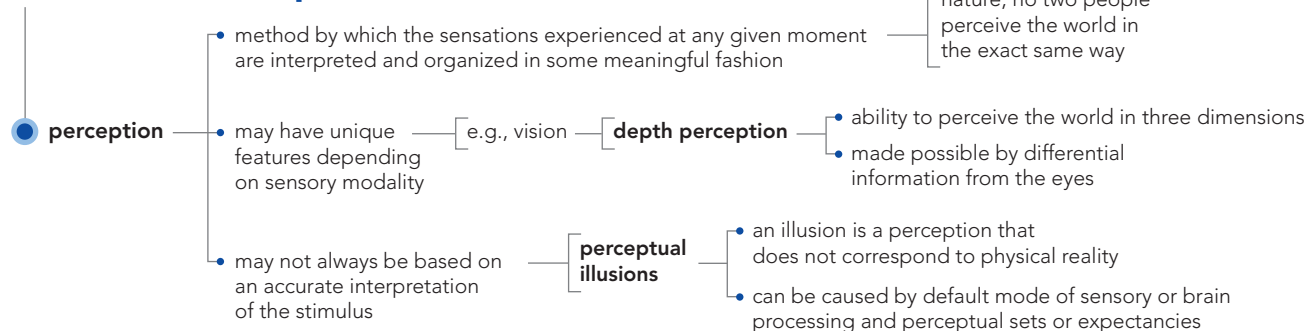 nature, no two people
perceive the world in
the exact same way
method by which the sensations experienced at any given moment
are interpreted and organized in some meaningful fashion
perception
may have unique
features depending
on sensory modality
e.g., vision
depth perception
ability to perceive the world in three dimensions
made possible by differential
information from the eyes
may not always be based on
an accurate interpretation
of the stimulus
perceptual
illusions
an illusion is a perception that
does not correspond to physical reality
can be caused by default mode of sensory or brain
processing and perceptual sets or expectancies